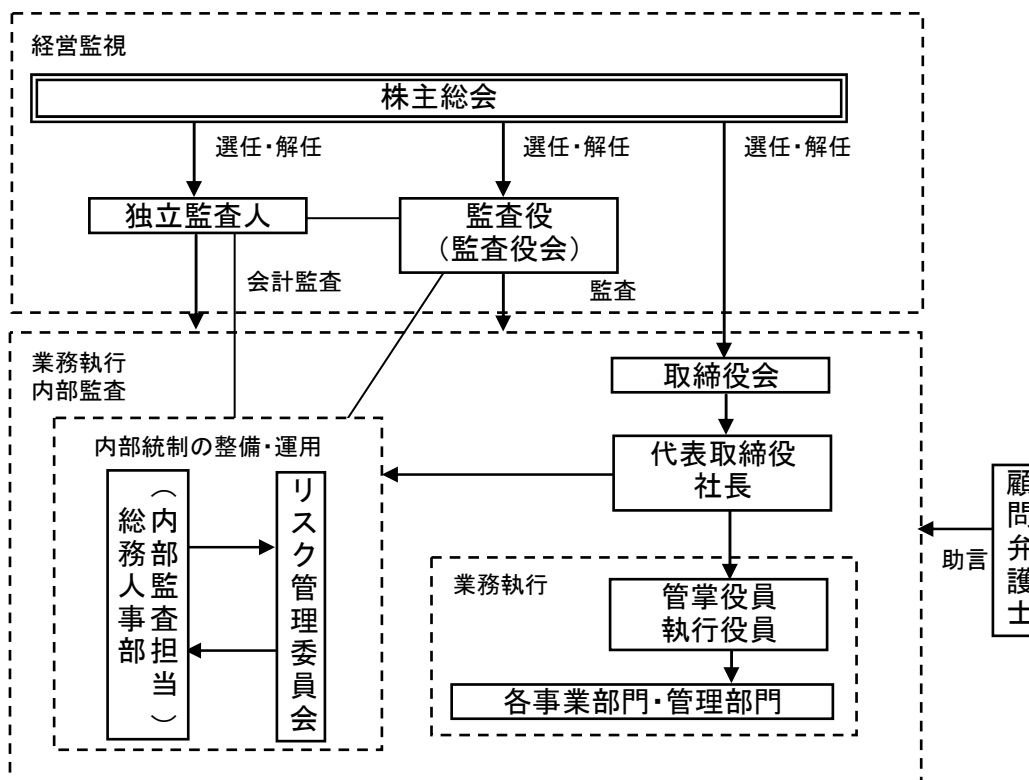 経営監視
株主総会
選任・解任
選任・解任
選任・解任
独立監査人
監査役
（監査役会）
会計監査
監査
業務執行
内部監査
取締役会
内部統制の整備・運用
代表取締役
社長
総務人事部
（内部監査担当）
リスク管理委員会
顧問弁護士
助言
業務執行
管掌役員
執行役員
各事業部門・管理部門